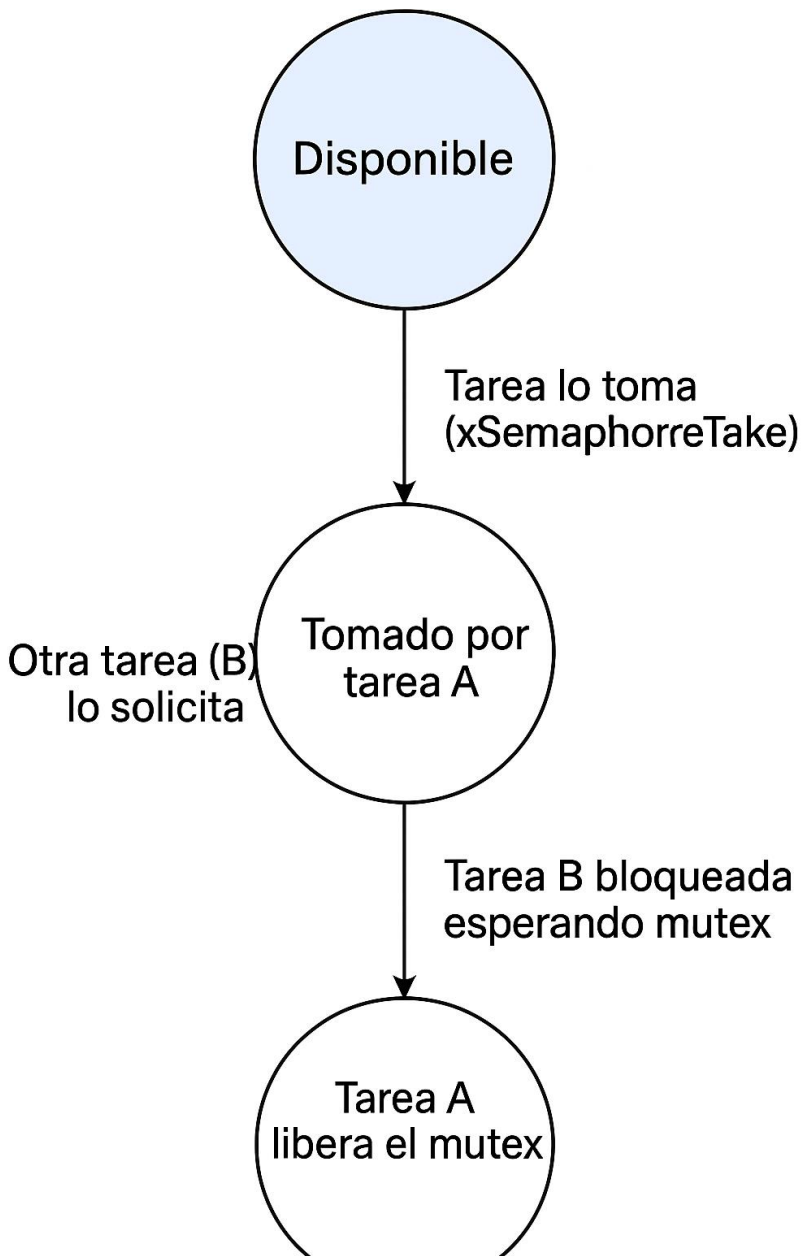 Disponible
Tarea lo toma
(xSemaphorreTake)
Otra tarea (B)
lo solicita
Tomado por
tarea A
Tarea B bloqueada
esperando mutex
Tarea A
libera el mutex